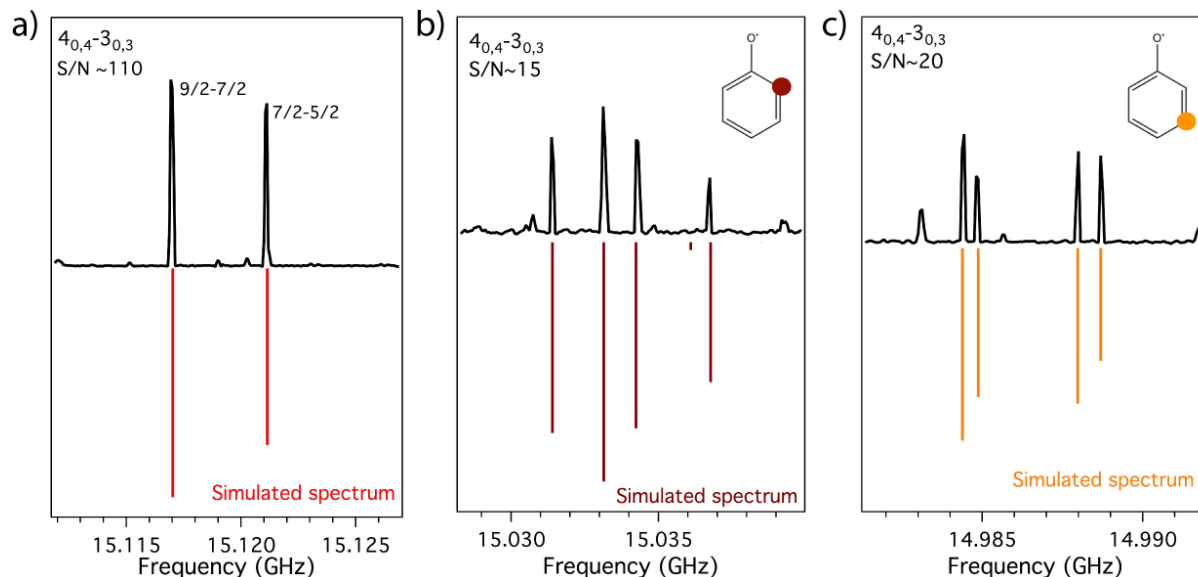 a)
4₀,₄-3₀,₃
S/N ~110
9/2-7/2
7/2-5/2
Simulated spectrum
15.115 15.120 15.125
Frequency (GHz)
b)
4₀,₄-3₀,₃
S/N~15
O•
Simulated spectrum
15.030 15.035
Frequency (GHz)
c)
4₀,₄-3₀,₃
S/N~20
O•
Simulated spectrum
14.985 14.990
Frequency (GHz)